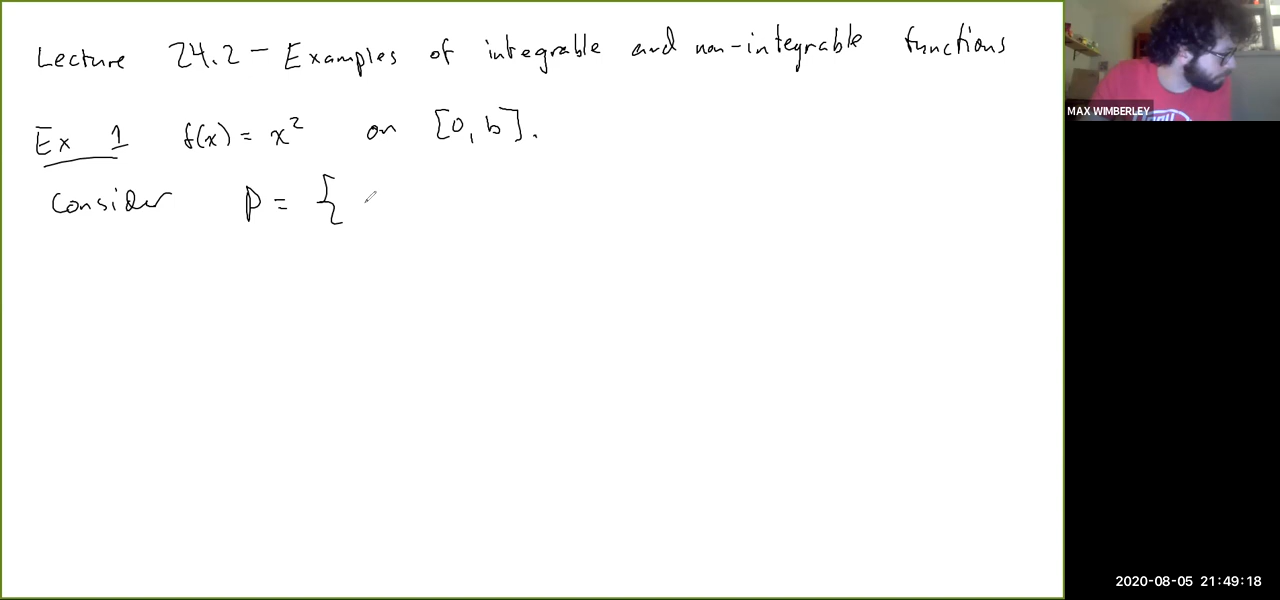 Lecture 24.2 - Examples of integrable and non-integrable functions
Ex 1 f(x) = x² on [0, b].
Consider P = {
MAX WIMBERLEY
2020-08-05 21:49:18